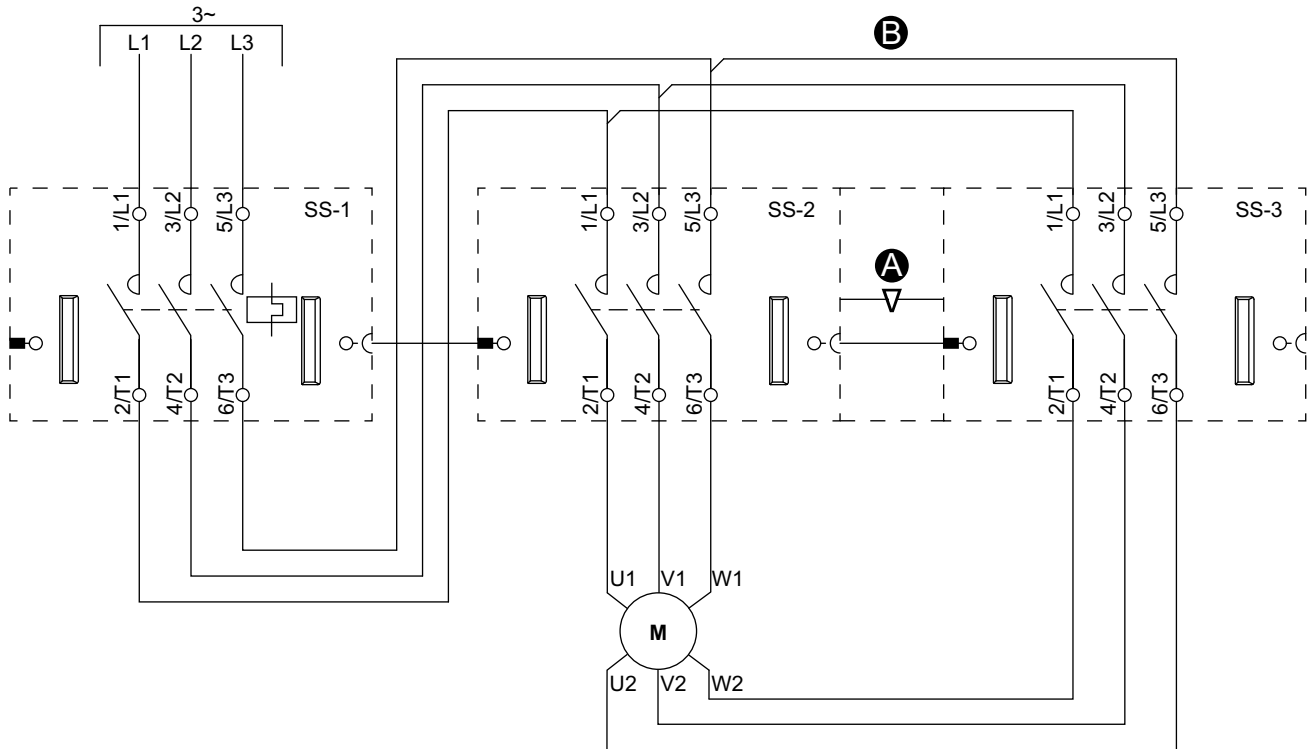 3~
L1 L2 L3
B
1/L1 3/L2 5/L3 SS-1
1/L1 3/L2 5/L3 SS-2
1/L1 3/L2 5/L3 SS-3
A
2/T1 4/T2 6/T3
2/T1 4/T2 6/T3
2/T1 4/T2 6/T3
U1 V1 W1
M
U2 V2 W2